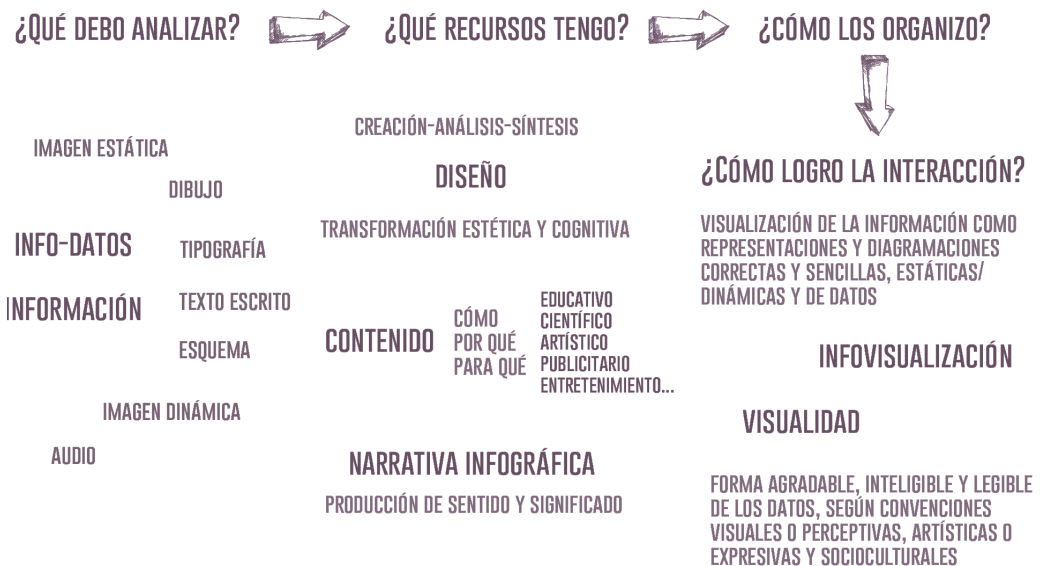 ¿QUÉ DEBO ANALIZAR?
¿QUÉ RECURSOS TENGO?
¿CÓMO LOS ORGANIZO?
IMAGEN ESTÁTICA
DIBUJO
INFO-DATOS
TIPOGRAFÍA
INFORMACIÓN
TEXTO ESCRITO
ESQUEMA
IMAGEN DINÁMICA
AUDIO
CREACIÓN-ANÁLISIS-SÍNTESIS
DISEÑO
TRANSFORMACIÓN ESTÉTICA Y COGNITIVA
CONTENIDO
CÓMO
POR QUÉ
PARA QUÉ
EDUCATIVO
CIENTÍFICO
ARTÍSTICO
PUBLICITARIO
ENTRETENIMIENTO...
NARRATIVA INFOGRÁFICA
PRODUCCIÓN DE SENTIDO Y SIGNIFICADO
¿CÓMO LOGRO LA INTERACCIÓN?
VISUALIZACIÓN DE LA INFORMACIÓN COMO
REPRESENTACIONES Y DIAGRAMACIONES
CORRECTAS Y SENCILLAS, ESTÁTICAS/
DINÁMICAS Y DE DATOS
INFOVISUALIZACIÓN
VISUALIDAD
FORMA AGRADABLE, INTELIGIBLE Y LEGIBLE
DE LOS DATOS, SEGÚN CONVENCIONES
VISUALES O PERCEPTIVAS, ARTÍSTICAS O
EXPRESIVAS Y SOCIOCULTURALES